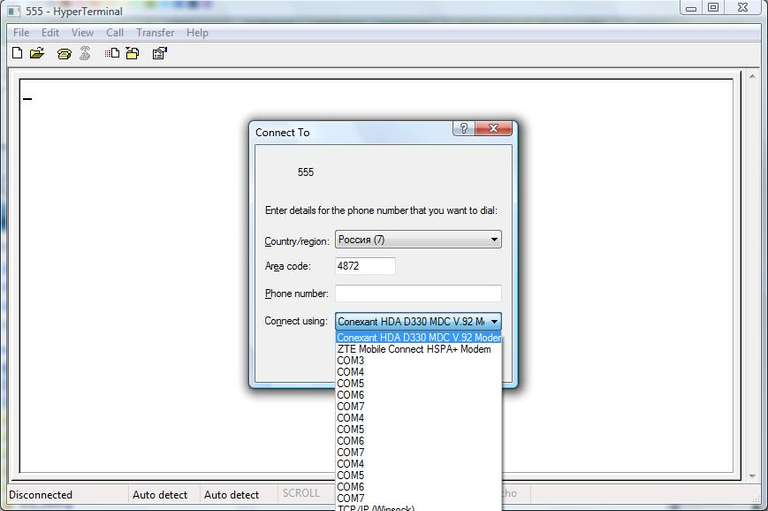 555 - HyperTerminal
File Edit View Call Transfer Help
Connect To
555
Enter details for the phone number that you want to dial:
Country/region: Россия (7)
Area code: 4872
Phone number:
Connect using: Conexant HDA D330 MDC V.92 M
Conexant HDA D330 MDC V.92 Modem
ZTE Mobile Connect HSPA+ Modem
COM3
COM4
COM5
COM6
COM7
COM4
COM5
COM6
COM7
COM4
COM5
COM6
COM7
TCP/IP (Winsock)
Disconnected Auto detect Auto detect SCROLL